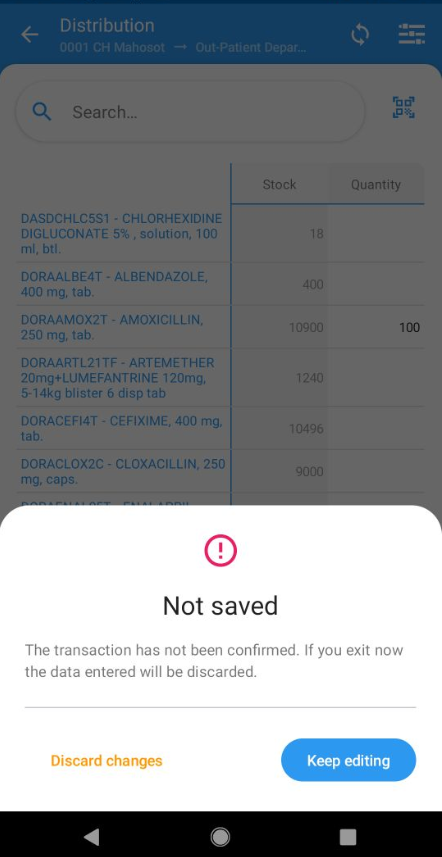 Distribution
0001 CH Mahosot → Out-Patient Depar...
Search...
Stock
Quantity
DASDCHLC5S1 - CHLORHEXIDINE
DIGLUCONATE 5% , solution, 100
ml, btl.
18
DORAALBE4T - ALBENDAZOLE,
400 mg, tab.
400
DORAAMOX2T - AMOXICILLIN,
250 mg, tab.
10900
100
DORAARTL21TF - ARTEMETHER
20mg+LUMEFANTRINE 120mg,
5-14kg blister 6 disp tab
1240
DORACEFI4T - CEFIXIME, 400 mg,
tab.
10496
DORACLOX2C - CLOXACILLIN, 250
mg, caps.
9000
Not saved
The transaction has not been confirmed. If you exit now
the data entered will be discarded.
Discard changes
Keep editing